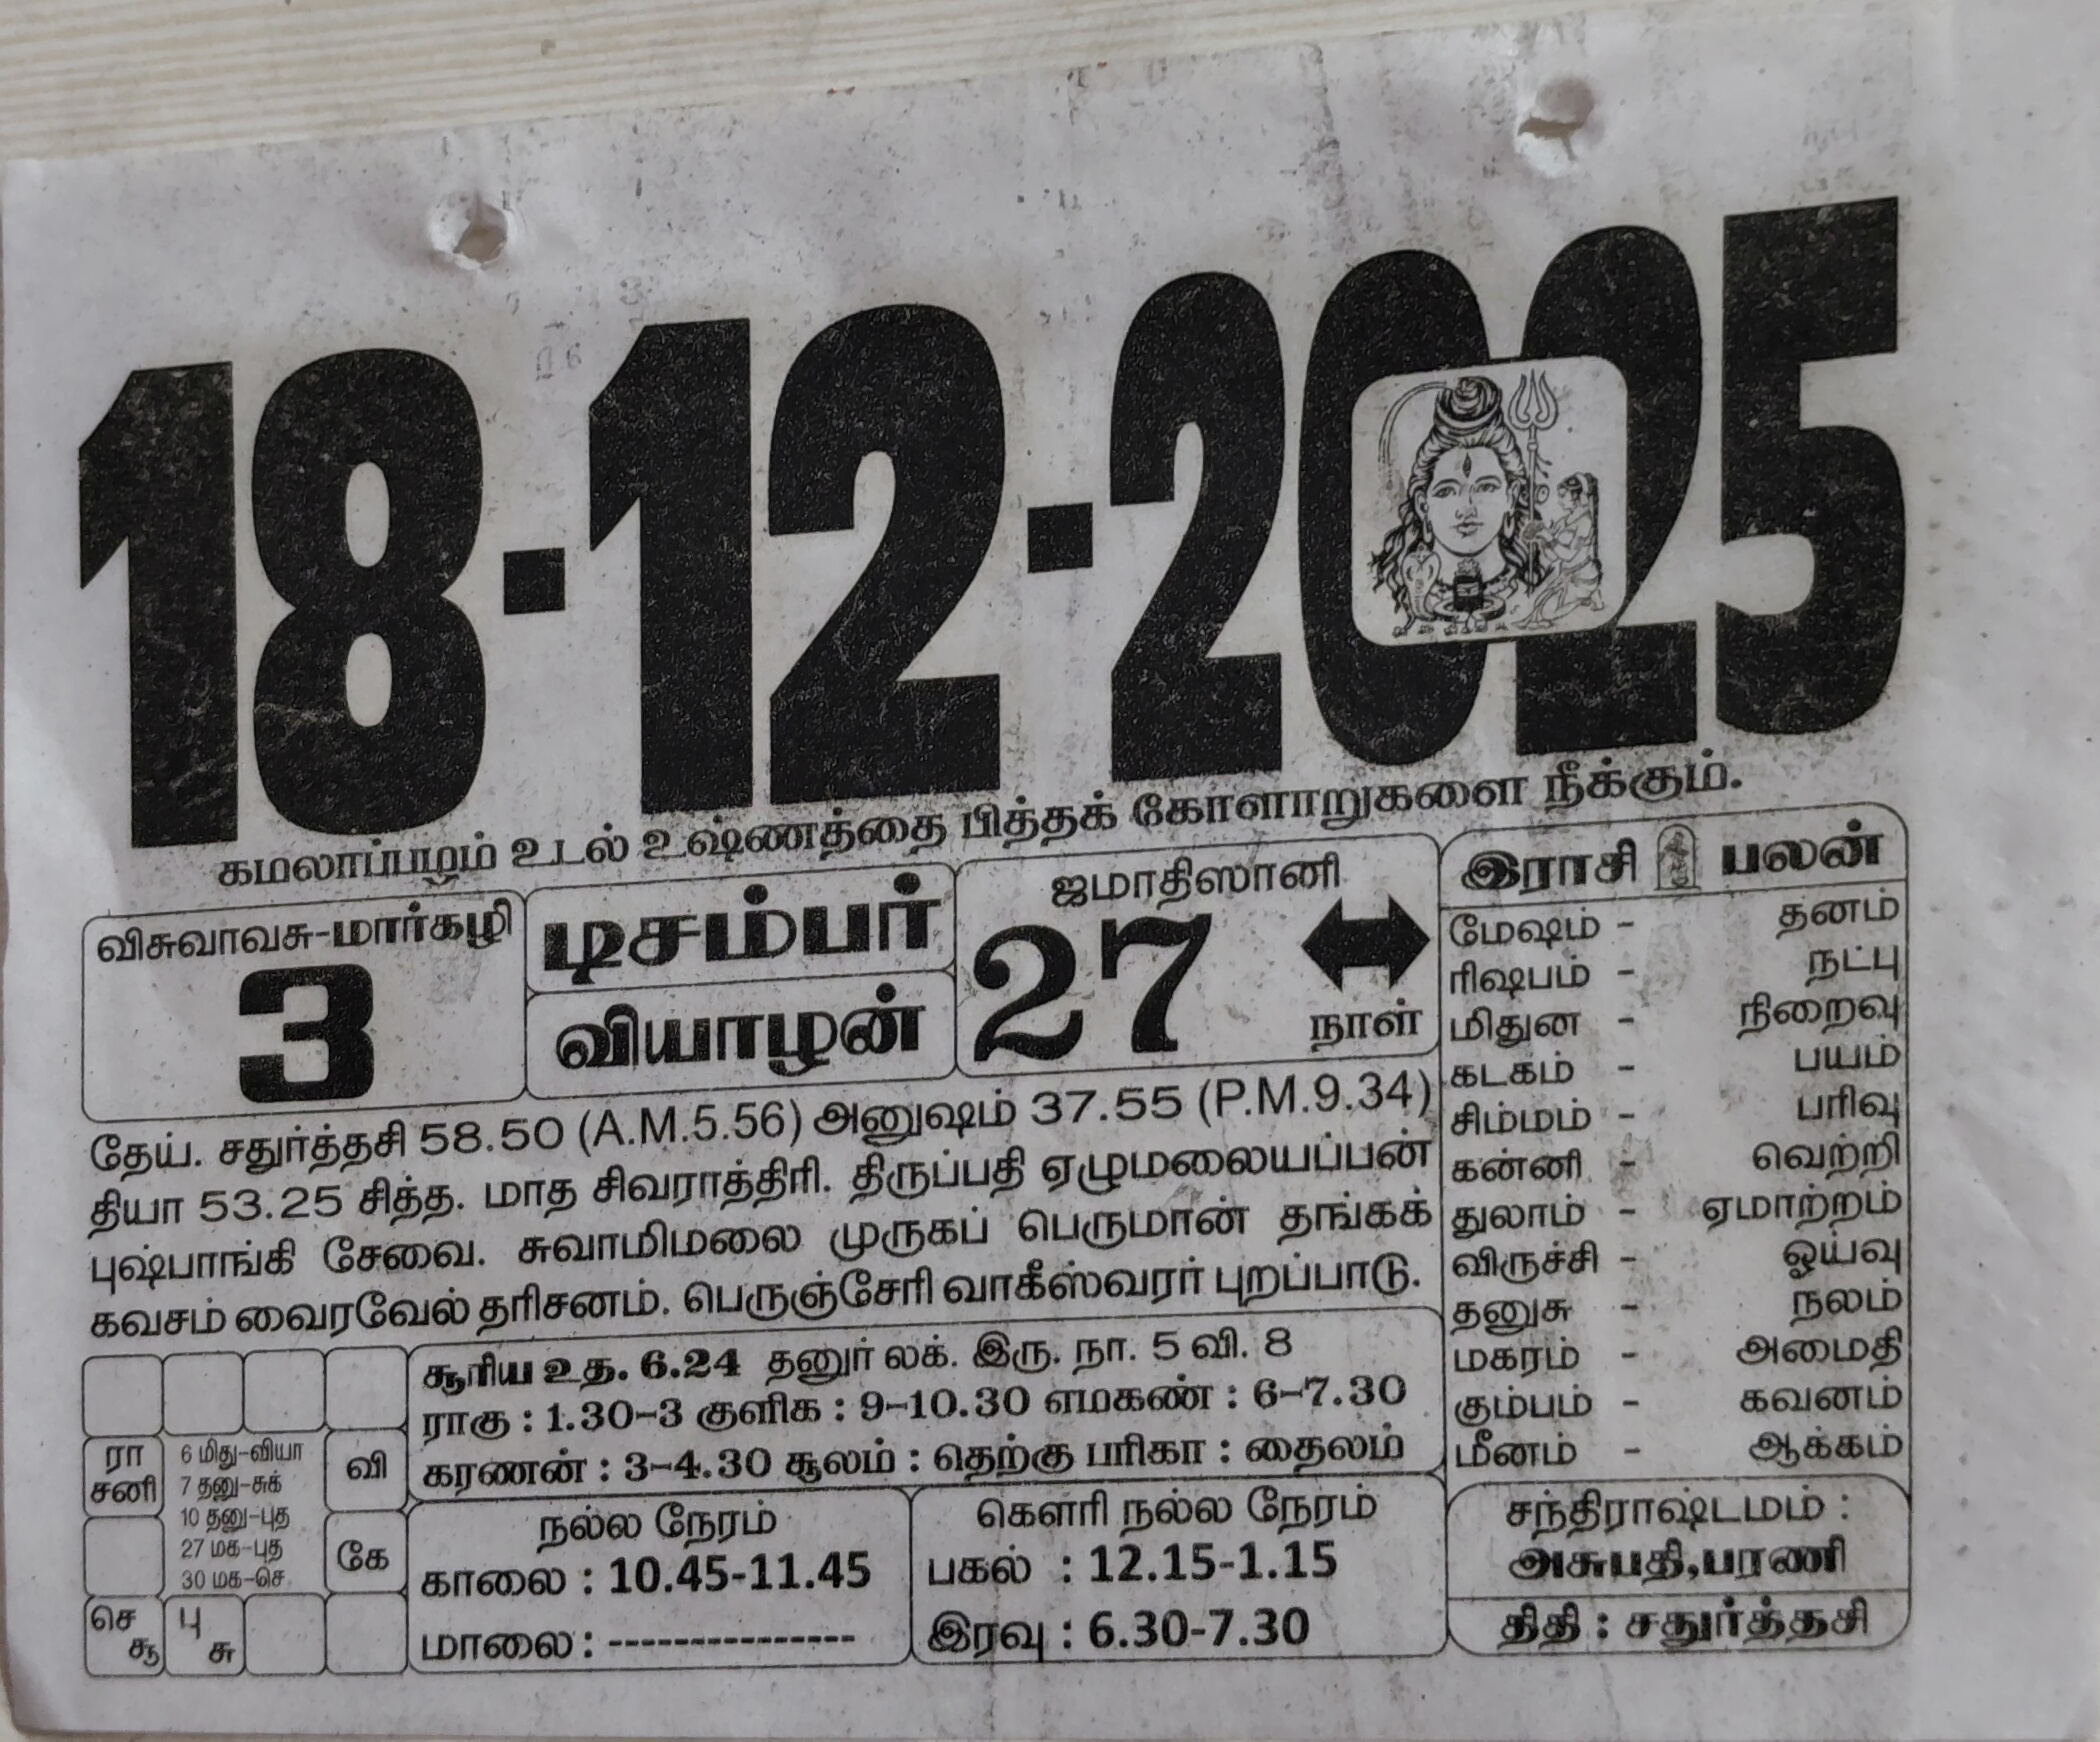 18-12-2025
கமலாப்பழம் உடல் உஷ்ணத்தை பித்தக் கோளாறுகளை நீக்கும்.
விசுவாவசு-மார்கழி
3
டிசம்பர்
வியாழன்
ஜமாதிஸானி
27
நாள்
தேய். சதுர்த்தசி 58.50 (A.M.5.56) அனுஷம் 37.55 (P.M.9.34)
தியா 53.25 சித்த. மாத சிவராத்திரி. திருப்பதி ஏழுமலையப்பன்
புஷ்பாங்கி சேவை. சுவாமிமலை முருகப் பெருமான் தங்கக்
கவசம் வைரவேல் தரிசனம். பெருஞ்சேரி வாகீஸ்வரர் புறப்பாடு.
இராசி பலன்
மேஷம் - தனம்
ரிஷபம் - நட்பு
மிதுன - நிறைவு
கடகம் - பயம்
சிம்மம் - பரிவு
கன்னி - வெற்றி
துலாம் - ஏமாற்றம்
விருச்சி - ஓய்வு
தனுசு - நலம்
மகரம் - அமைதி
கும்பம் - கவனம்
மீனம் - ஆக்கம்
ரா
சனி
6 மிது-வியா
7 தனு-சுக்
10 தனு-புத
27 மக-புத
30 மக-செ
வி
கே
செ
சூ
பு
சு
சூரிய உத. 6.24 தனுர் லக். இரு. நா. 5 வி. 8
ராகு : 1.30-3 குளிக : 9-10.30 எமகண் : 6-7.30
கரணன் : 3-4.30 சூலம் : தெற்கு பரிகா : தைலம்
நல்ல நேரம்
காலை : 10.45-11.45
மாலை : ---------------
கௌரி நல்ல நேரம்
பகல் : 12.15-1.15
இரவு : 6.30-7.30
சந்திராஷ்டமம் :
அசுபதி,பரணி
திதி : சதுர்த்தசி